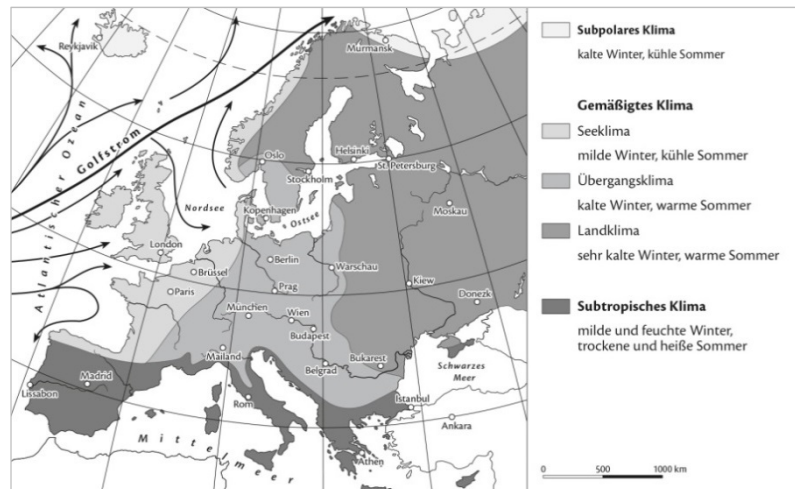 Reykjavik
Murmansk
Atlantischer Ozean
Golfstrom
Oslo
Helsinki
St. Petersburg
Stockholm
Nordsee
Kopenhagen
Ostsee
Moskau
London
Berlin
Warschau
Brüssel
Kiew
Paris
Prag
Donezk
München
Wien
Budapest
Mailand
Bukarest
Belgrad
Schwarzes
Meer
Madrid
Lissabon
Rom
Istanbul
Ankara
Mittelmeer
Athen
Subpolares Klima
kalte Winter, kühle Sommer
Gemäßigtes Klima
Seeklima
milde Winter, kühle Sommer
Übergangsklima
kalte Winter, warme Sommer
Landklima
sehr kalte Winter, warme Sommer
Subtropisches Klima
milde und feuchte Winter,
trockene und heiße Sommer
0 500 1000 km